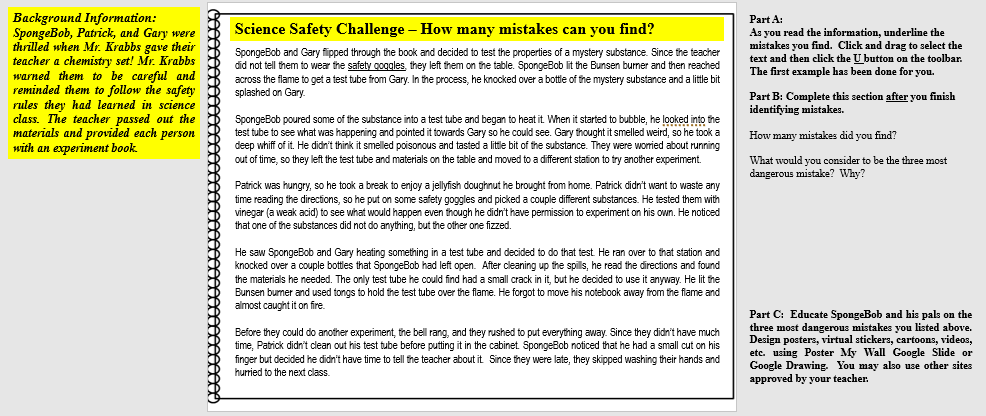 Background Information:
SpongeBob, Patrick, and Gary were
thrilled when Mr. Krabbs gave their
teacher a chemistry set! Mr. Krabbs
warned them to be careful and
reminded them to follow the safety
rules they had learned in science
class. The teacher passed out the
materials and provided each person
with an experiment book.
Science Safety Challenge – How many mistakes can you find?
SpongeBob and Gary flipped through the book and decided to test the properties of a mystery substance. Since the teacher
did not tell them to wear the safety goggles, they left them on the table. SpongeBob lit the Bunsen burner and then reached
across the flame to get a test tube from Gary. In the process, he knocked over a bottle of the mystery substance and a little bit
splashed on Gary.
SpongeBob poured some of the substance into a test tube and began to heat it. When it started to bubble, he looked into the
test tube to see what was happening and pointed it towards Gary so he could see. Gary thought it smelled weird, so he took a
deep whiff of it. He didn't think it smelled poisonous and tasted a little bit of the substance. They were worried about running
out of time, so they left the test tube and materials on the table and moved to a different station to try another experiment.
Patrick was hungry, so he took a break to enjoy a jellyfish doughnut he brought from home. Patrick didn't want to waste any
time reading the directions, so he put on some safety goggles and picked a couple different substances. He tested them with
vinegar (a weak acid) to see what would happen even though he didn't have permission to experiment on his own. He noticed
that one of the substances did not do anything, but the other one fizzed.
He saw SpongeBob and Gary heating something in a test tube and decided to do that test. He ran over to that station and
knocked over a couple bottles that SpongeBob had left open. After cleaning up the spills, he read the directions and found
the materials he needed. The only test tube he could find had a small crack in it, but he decided to use it anyway. He lit the
Bunsen burner and used tongs to hold the test tube over the flame. He forgot to move his notebook away from the flame and
almost caught it on fire.
Before they could do another experiment, the bell rang, and they rushed to put everything away. Since they didn't have much
time, Patrick didn't clean out his test tube before putting it in the cabinet. SpongeBob noticed that he had a small cut on his
finger but decided he didn't have time to tell the teacher about it. Since they were late, they skipped washing their hands and
hurried to the next class.
Part A:
As you read the information, underline the
mistakes you find. Click and drag to select the
text and then click the U button on the toolbar.
The first example has been done for you.
Part B: Complete this section after you finish
identifying mistakes.
How many mistakes did you find?
What would you consider to be the three most
dangerous mistake? Why?
Part C: Educate SpongeBob and his pals on the
three most dangerous mistakes you listed above.
Design posters, virtual stickers, cartoons, videos,
etc. using Poster My Wall Google Slide or
Google Drawing. You may also use other sites
approved by your teacher.